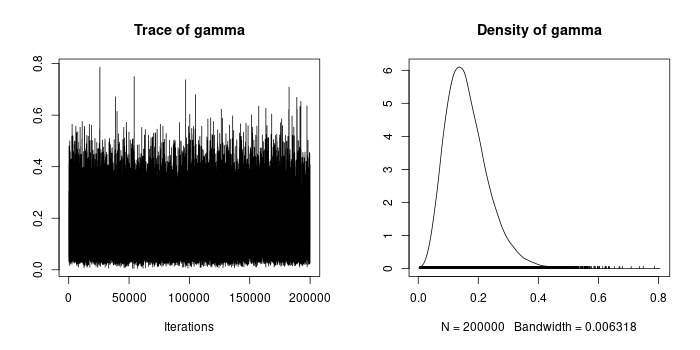 Trace of gamma
0.8
0.6
0.4
0.2
0.0
0 50000 100000 150000 200000
Iterations
Density of gamma
6
5
4
3
2
1
0
0.0 0.2 0.4 0.6 0.8
N = 200000 Bandwidth = 0.006318